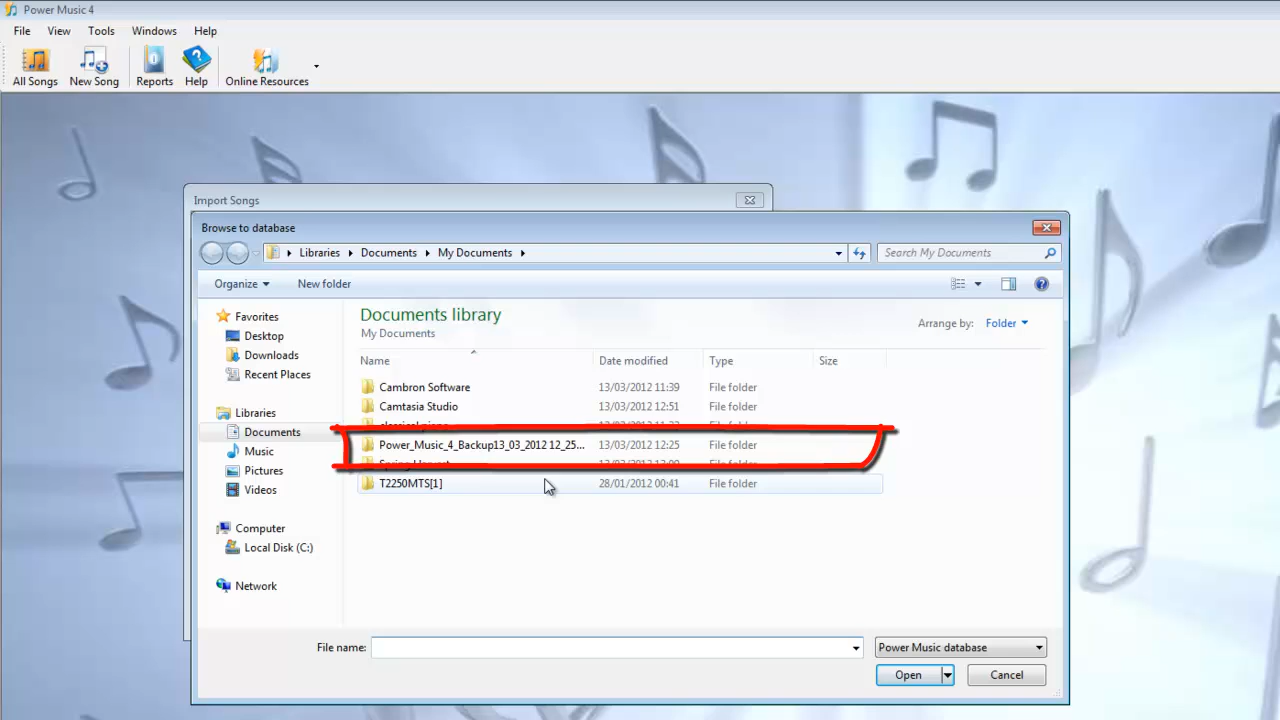 Power Music 4
File View Tools Windows Help
All Songs New Song Reports Help Online Resources
Import Songs
Browse to database
Libraries Documents My Documents Search My Documents
Organize New folder
Favorites
Desktop
Downloads
Recent Places
Libraries
Documents
Music
Pictures
Videos
Computer
Local Disk (C:)
Network
Documents library
My Documents
Arrange by: Folder
Name Date modified Type Size
Cambron Software 13/03/2012 11:39 File folder
Camtasia Studio 13/03/2012 12:51 File folder
File folder
Power_Music_4_Backup13_03_2012 12_25... 13/03/2012 12:25 File folder
File folder
T2250MTS[1] 28/01/2012 00:41 File folder
File name: Power Music database
Open Cancel